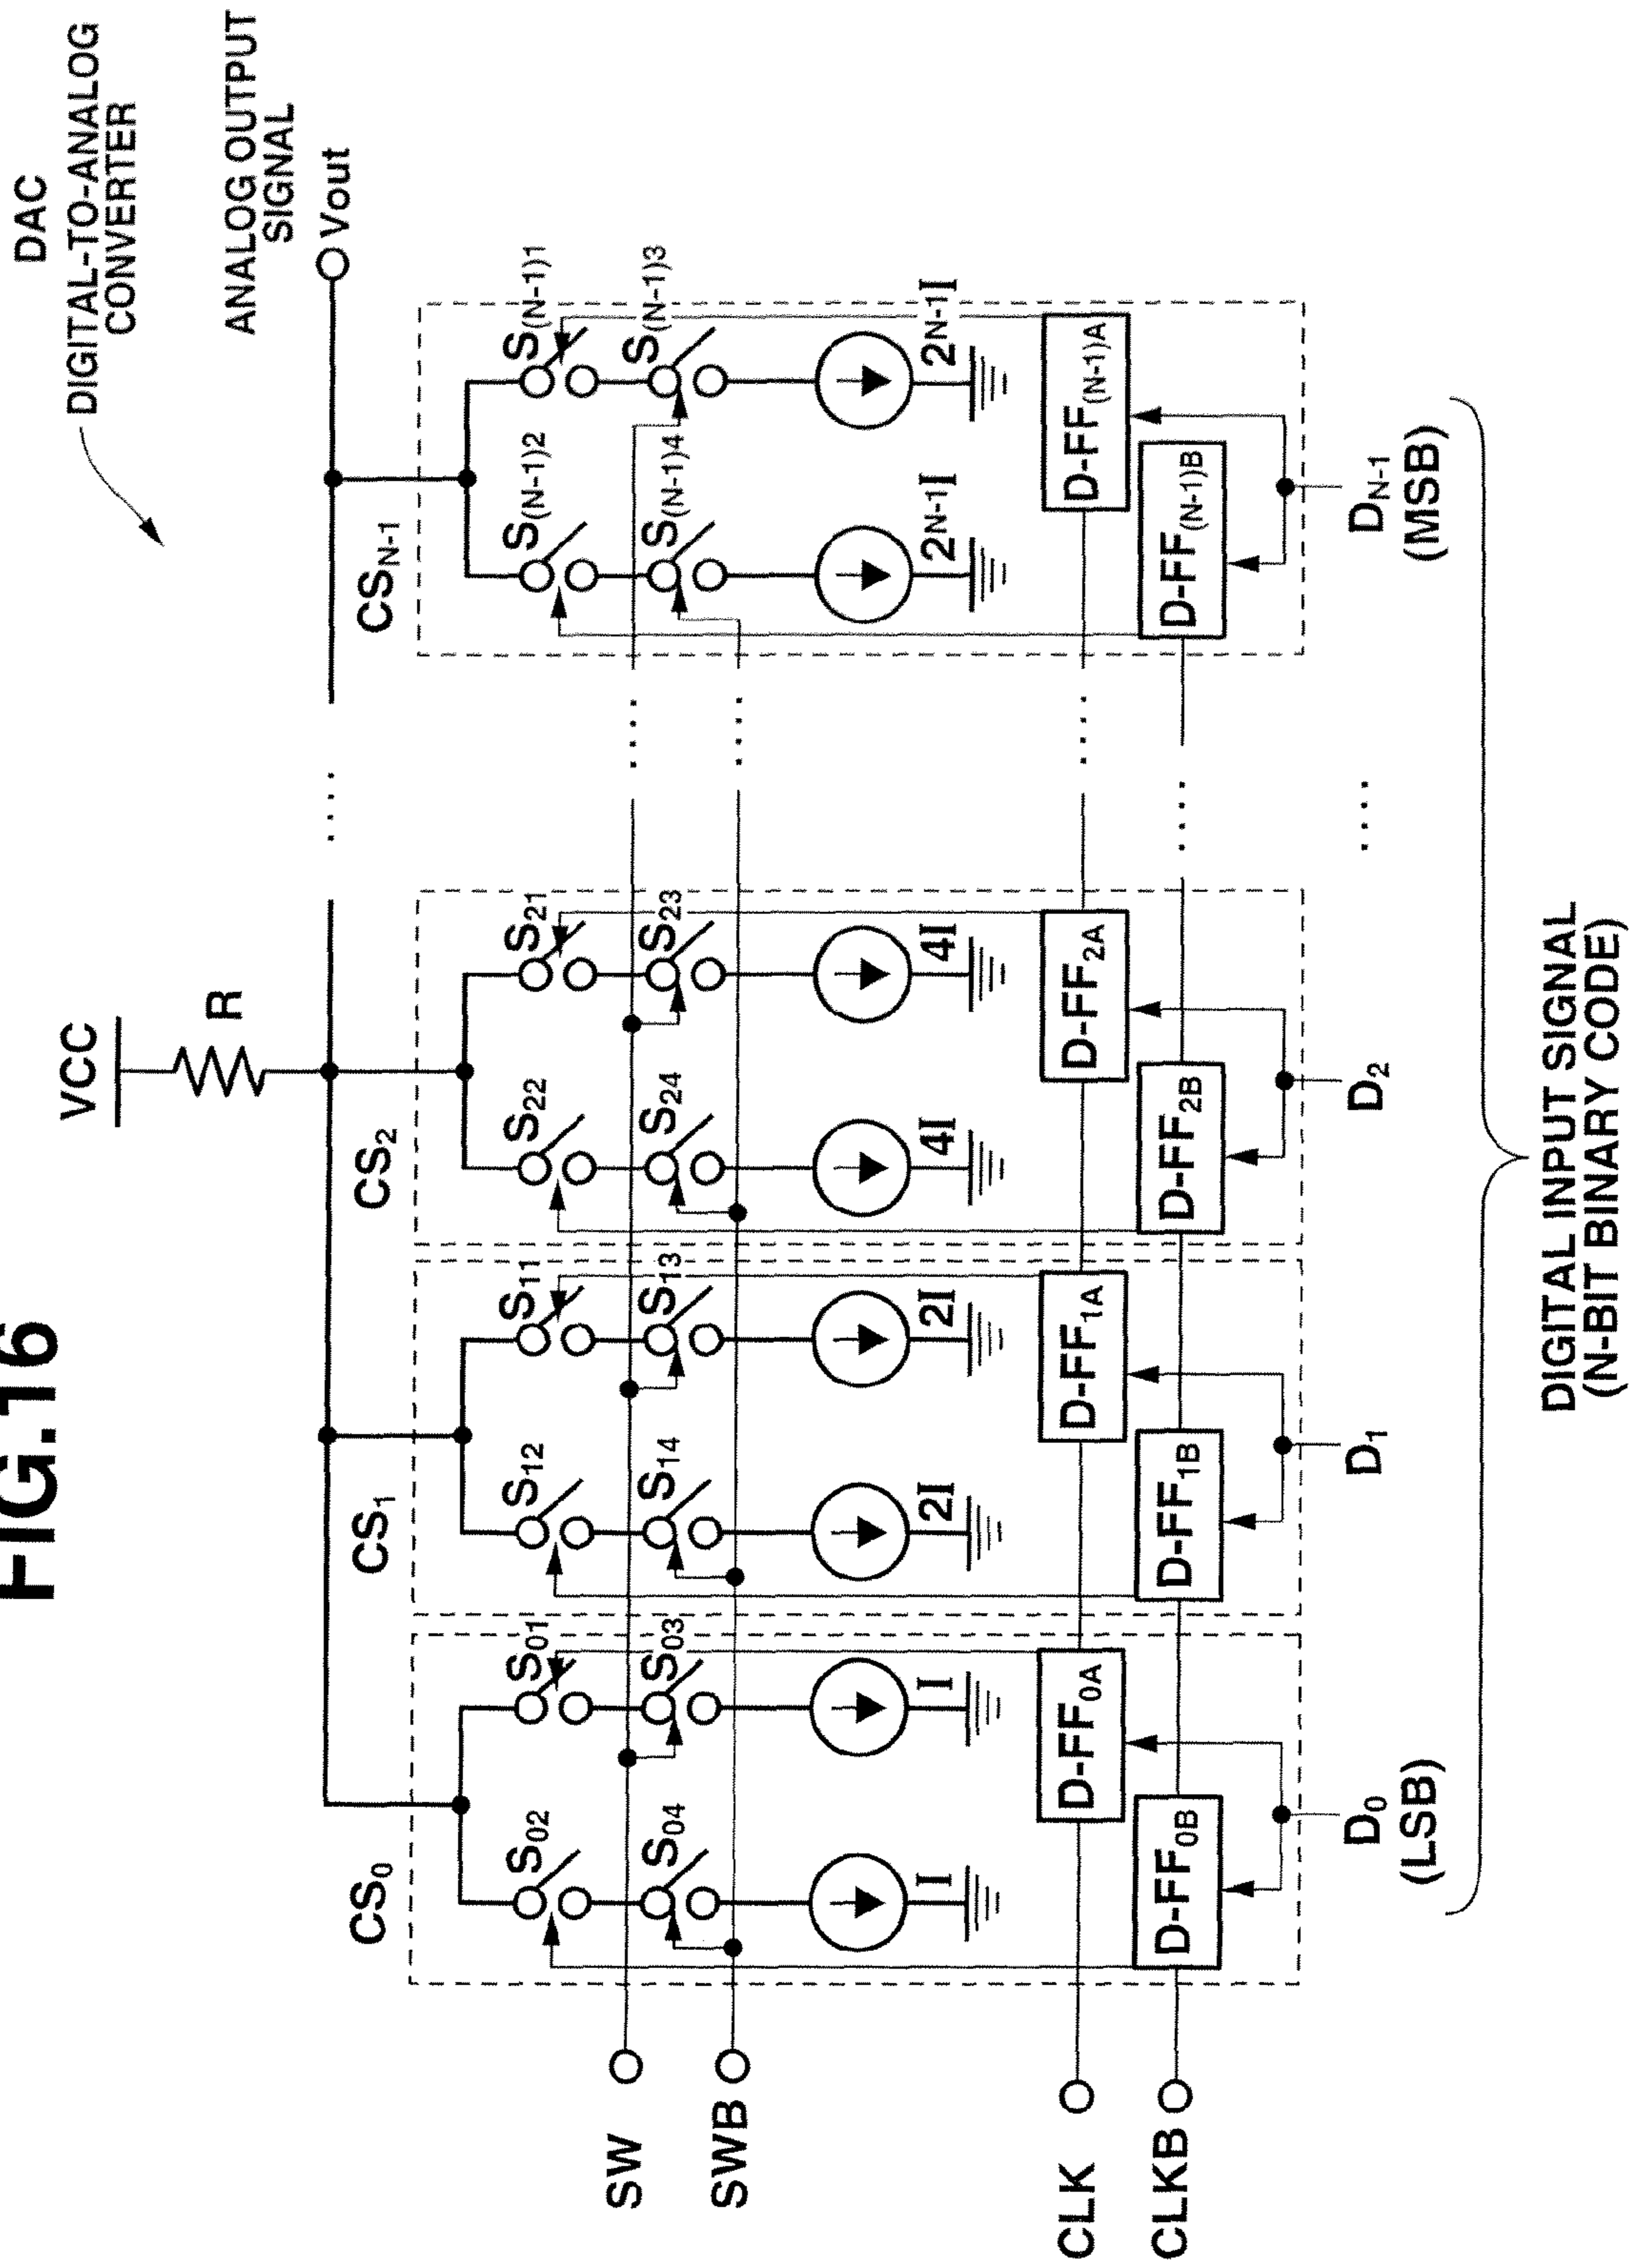 FIG.16
DAC
DIGITAL-TO-ANALOG
CONVERTER
VCC
R
ANALOG OUTPUT
SIGNAL
Vout
....
CS0
CS1
CS2
CSN-1
S02
S01
S12
S11
S22
S21
S(N-1)2
S(N-1)1
SW
S04
S03
S14
S13
S24
S23
....
S(N-1)4
S(N-1)3
SWB
....
I
I
2I
2I
4I
4I
2N-1I
2N-1I
CLK
D-FF0A
D-FF1A
D-FF2A
....
D-FF(N-1)A
CLKB
D-FF0B
D-FF1B
D-FF2B
....
D-FF(N-1)B
D0
(LSB)
D1
D2
....
DN-1
(MSB)
DIGITAL INPUT SIGNAL
(N-BIT BINARY CODE)